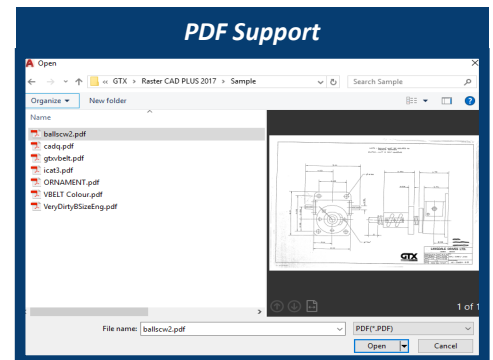 PDF Support
Open
« GTX › Raster CAD PLUS 2017 › Sample
Search Sample
Organize
New folder
Name
ballscw2.pdf
cadq.pdf
gtxvbelt.pdf
icat3.pdf
ORNAMENT.pdf
VBELT Colour.pdf
VeryDirtyBSizeEng.pdf
GTX
1 of 1
File name:
ballscw2.pdf
PDF(*.PDF)
Open
Cancel